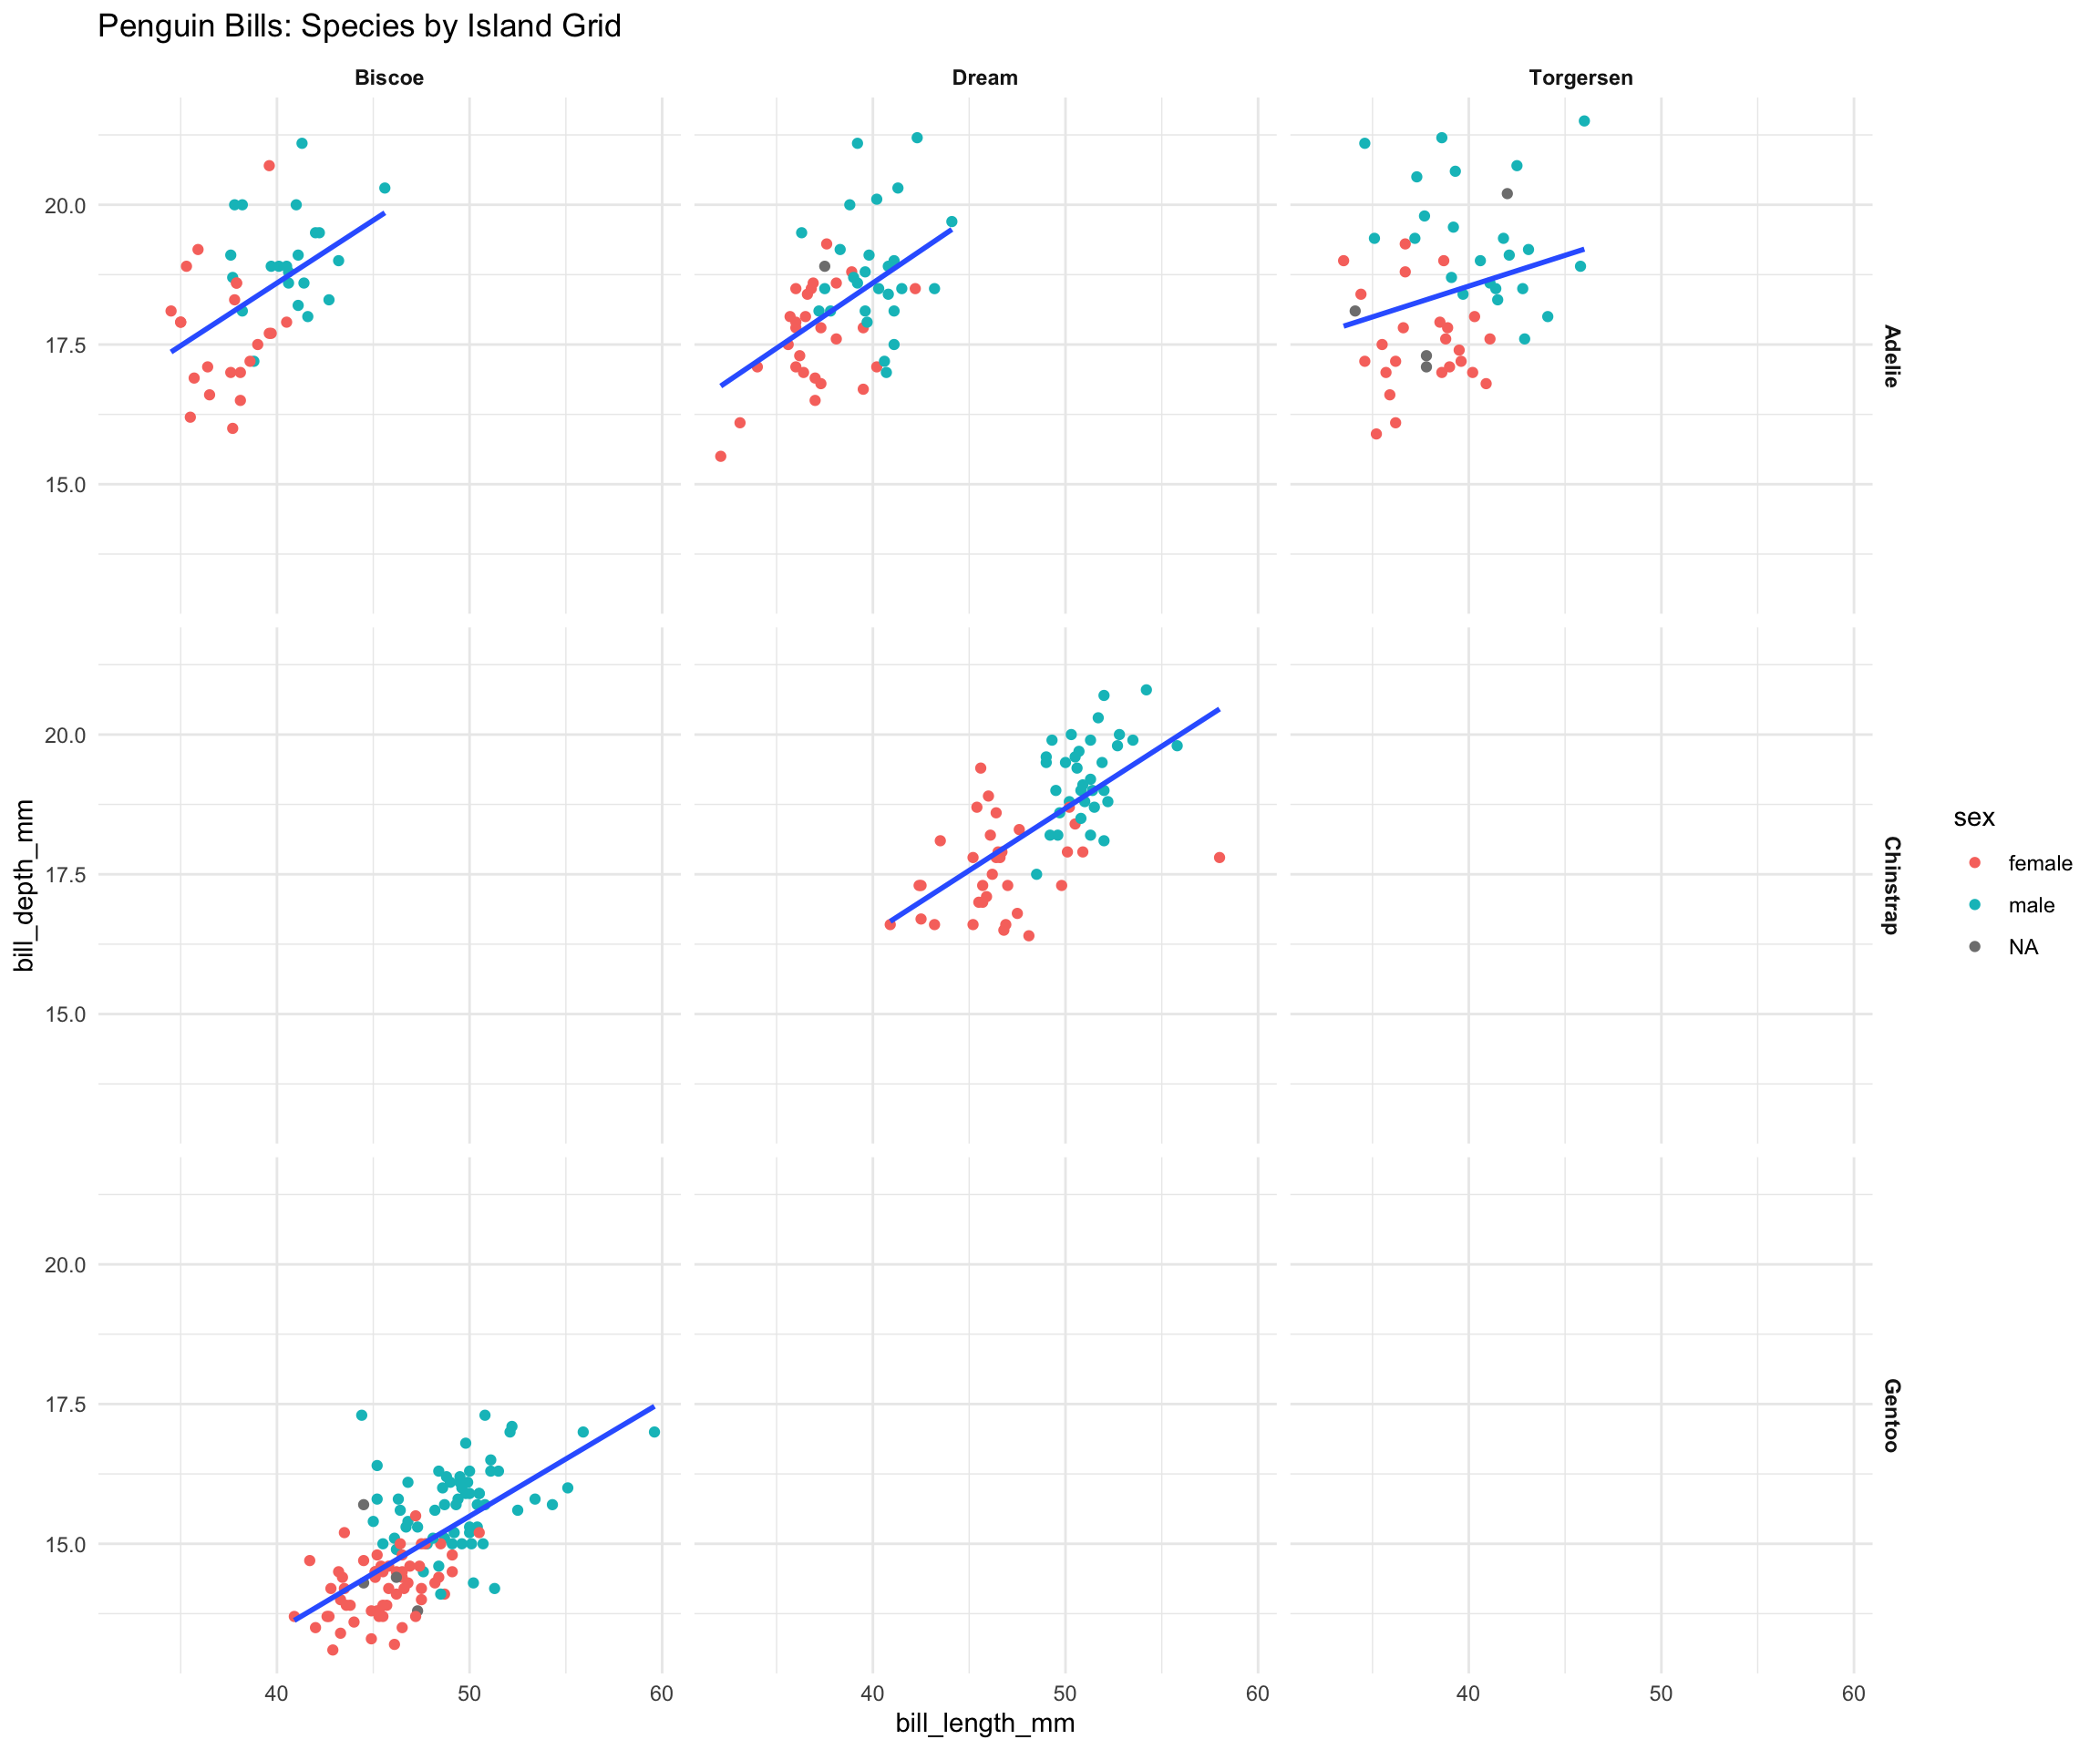 Penguin Bills: Species by Island Grid
Biscoe Dream Torgersen
20.0
17.5
15.0
Adelie
20.0
17.5
15.0
Chinstrap
20.0
17.5
15.0
Gentoo
bill_depth_mm
40 50 60 40 50 60 40 50 60
bill_length_mm
sex
female
male
NA